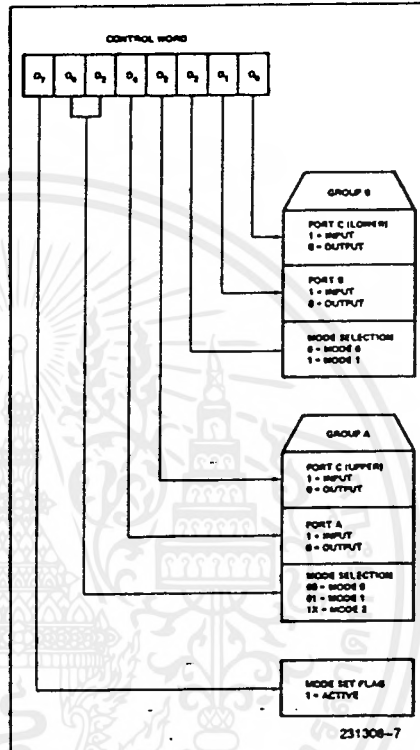 CONTROL WORD
D7 D6 D5 D4 D3 D2 D1 D0
GROUP B
PORT C (LOWER)
1 = INPUT
0 = OUTPUT
PORT B
1 = INPUT
0 = OUTPUT
MODE SELECTION
0 = MODE 0
1 = MODE 1
GROUP A
PORT C (UPPER)
1 = INPUT
0 = OUTPUT
PORT A
1 = INPUT
0 = OUTPUT
MODE SELECTION
00 = MODE 0
01 = MODE 1
1X = MODE 2
MODE SET FLAG
1 = ACTIVE
231308-7